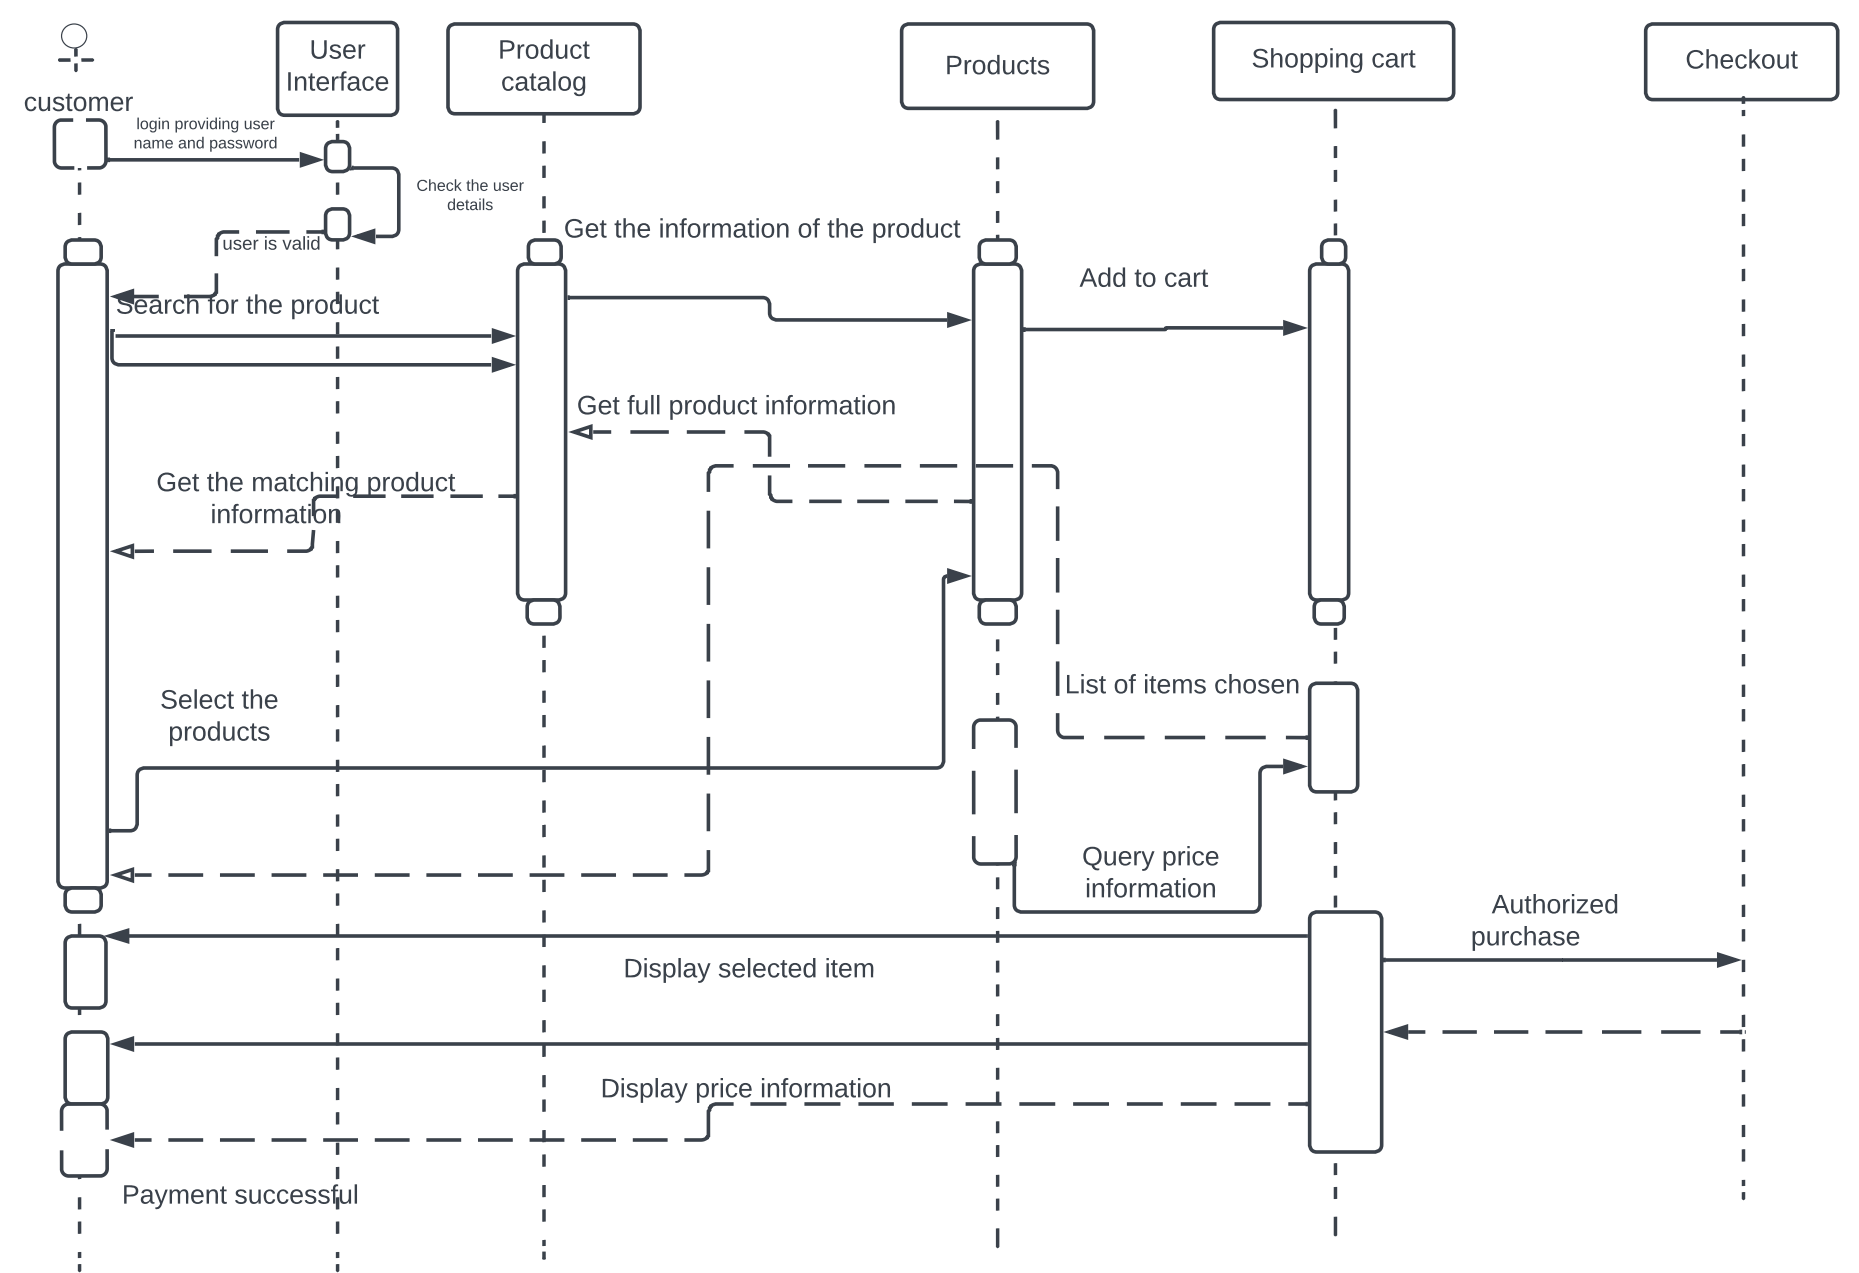 User
Interface
Product
catalog
Products
Shopping cart
Checkout
customer
login providing user
name and password
Check the user
details
user is valid
Get the information of the product
Add to cart
Search for the product
Get full product information
Get the matching product
information
List of items chosen
Select the
products
Query price
information
Authorized
purchase
Display selected item
Display price information
Payment successful